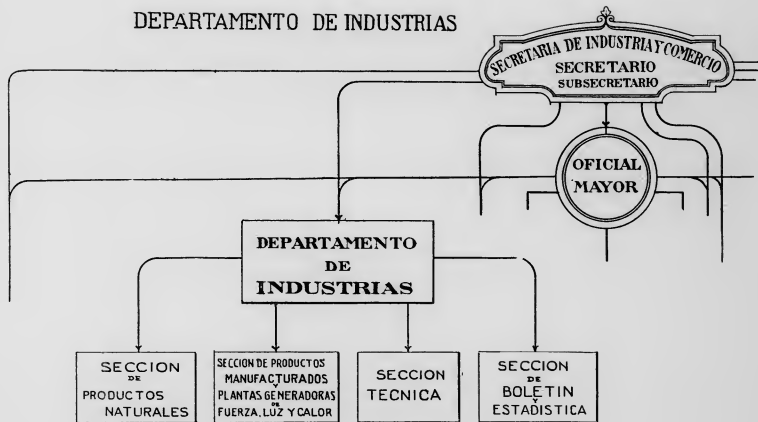 DEPARTAMENTO DE INDUSTRIAS
SECRETARIA DE INDUSTRIA Y COMERCIO
SECRETARIO
SUBSECRETARIO
OFICIAL
MAYOR
DEPARTAMENTO
DE
INDUSTRIAS
SECCION
DE
PRODUCTOS
NATURALES
SECCION DE PRODUCTOS
MANUFACTURADOS
Y
PLANTAS GENERADORAS
DE
FUERZA, LUZ Y CALOR
SECCION
TECNICA
SECCION
DE
BOLETIN
Y
ESTADISTICA